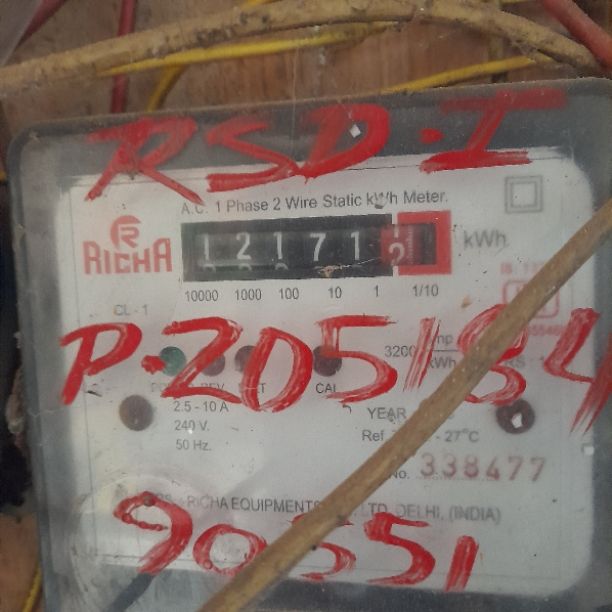 RSD.I
A.C. 1 Phase 2 Wire Static kWh Meter.
RICHA
121712 kWh
10000 1000 100 10 1 1/10
CL - 1
P.205184
3200
CAL
2.5 - 10 A
240 V.
50 Hz.
YEAR
Ref. 27°C
No. 338477
RICHA EQUIPMENTS LTD. DELHI, (INDIA)
90551